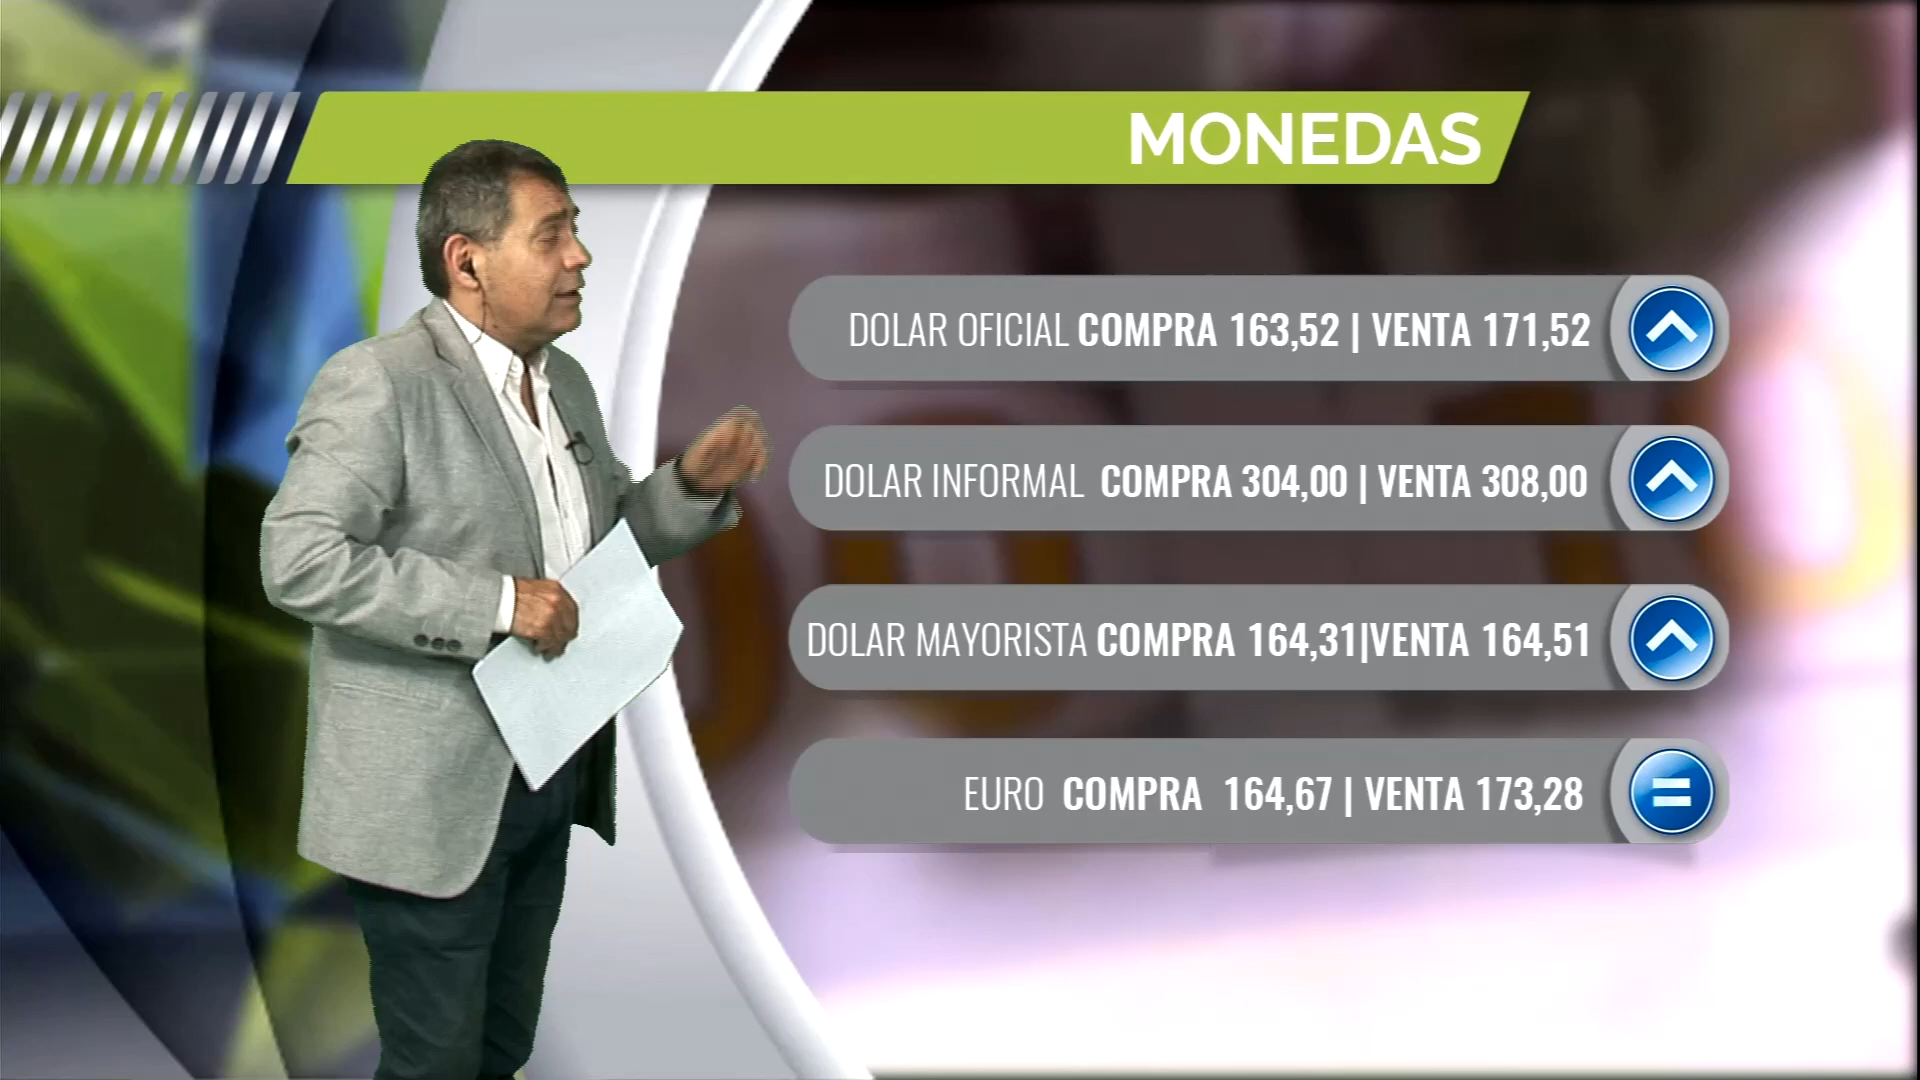 MONEDAS
DOLAR OFICIAL COMPRA 163,52 | VENTA 171,52
DOLAR INFORMAL COMPRA 304,00 | VENTA 308,00
DOLAR MAYORISTA COMPRA 164,31|VENTA 164,51
EURO COMPRA 164,67 | VENTA 173,28